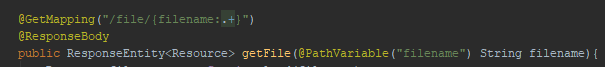 @GetMapping("/file/{filename:.+}")
@ResponseBody
public ResponseEntity<Resource> getFile(@PathVariable("filename") String filename){